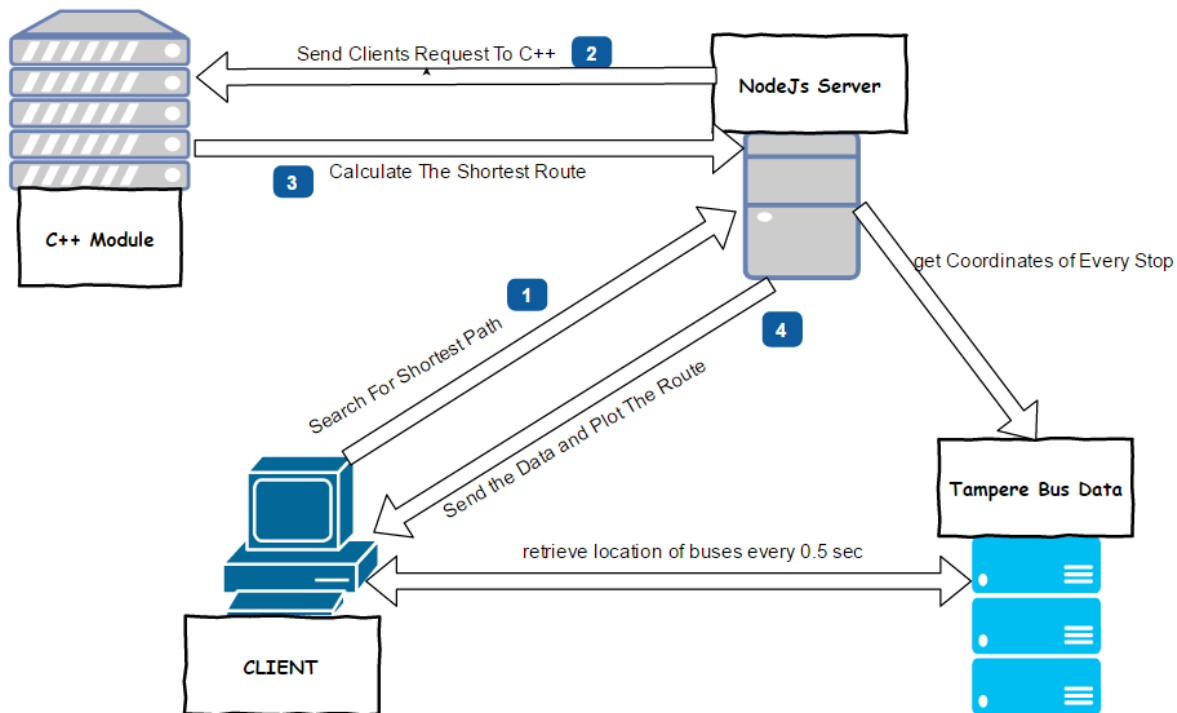 Send Clients Request To C++
2
NodeJs Server
3
Calculate The Shortest Route
C++ Module
get Coordinates of Every Stop
1
Search For Shortest Path
4
Send the Data and Plot The Route
Tampere Bus Data
retrieve location of buses every 0.5 sec
CLIENT